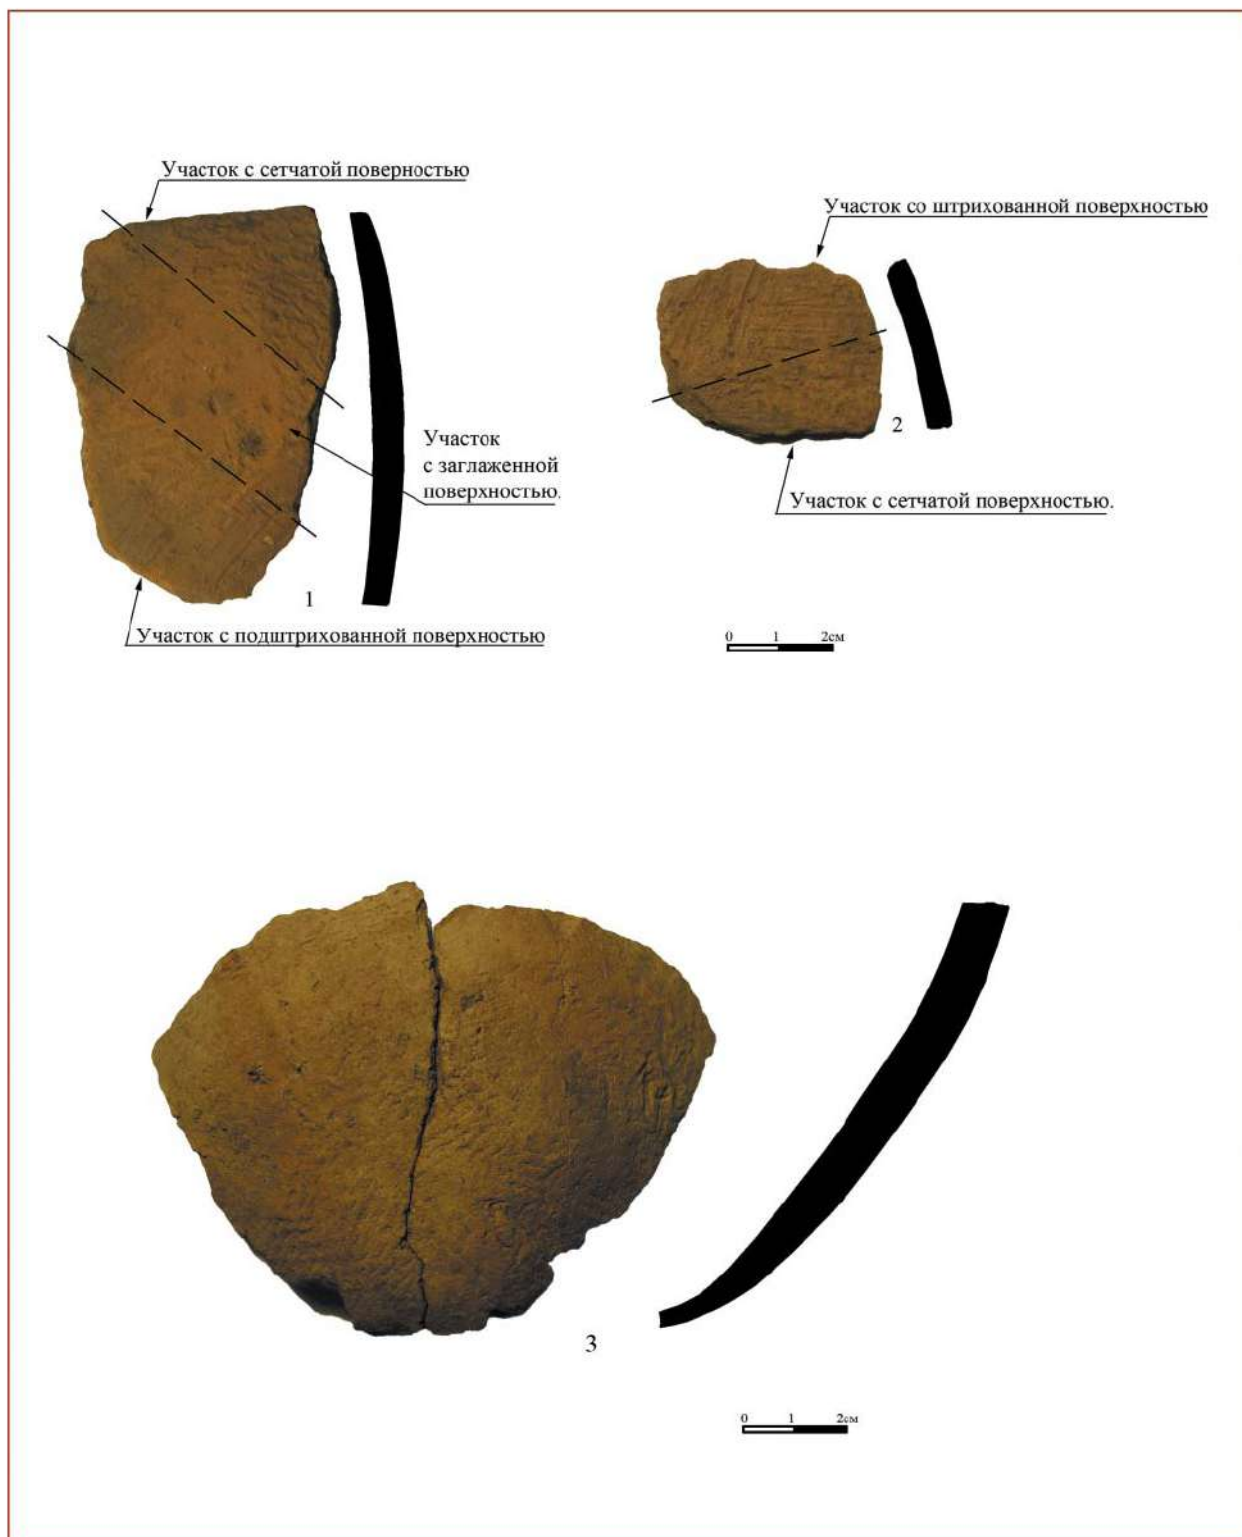 Участок с сетчатой поверностью
Участок со штрихованной поверхностью
Участок
с заглаженной
поверхностью.
2
Участок с сетчатой поверхностью.
1
Участок с подштрихованной поверхностью
0 1 2см
3
0 1 2см